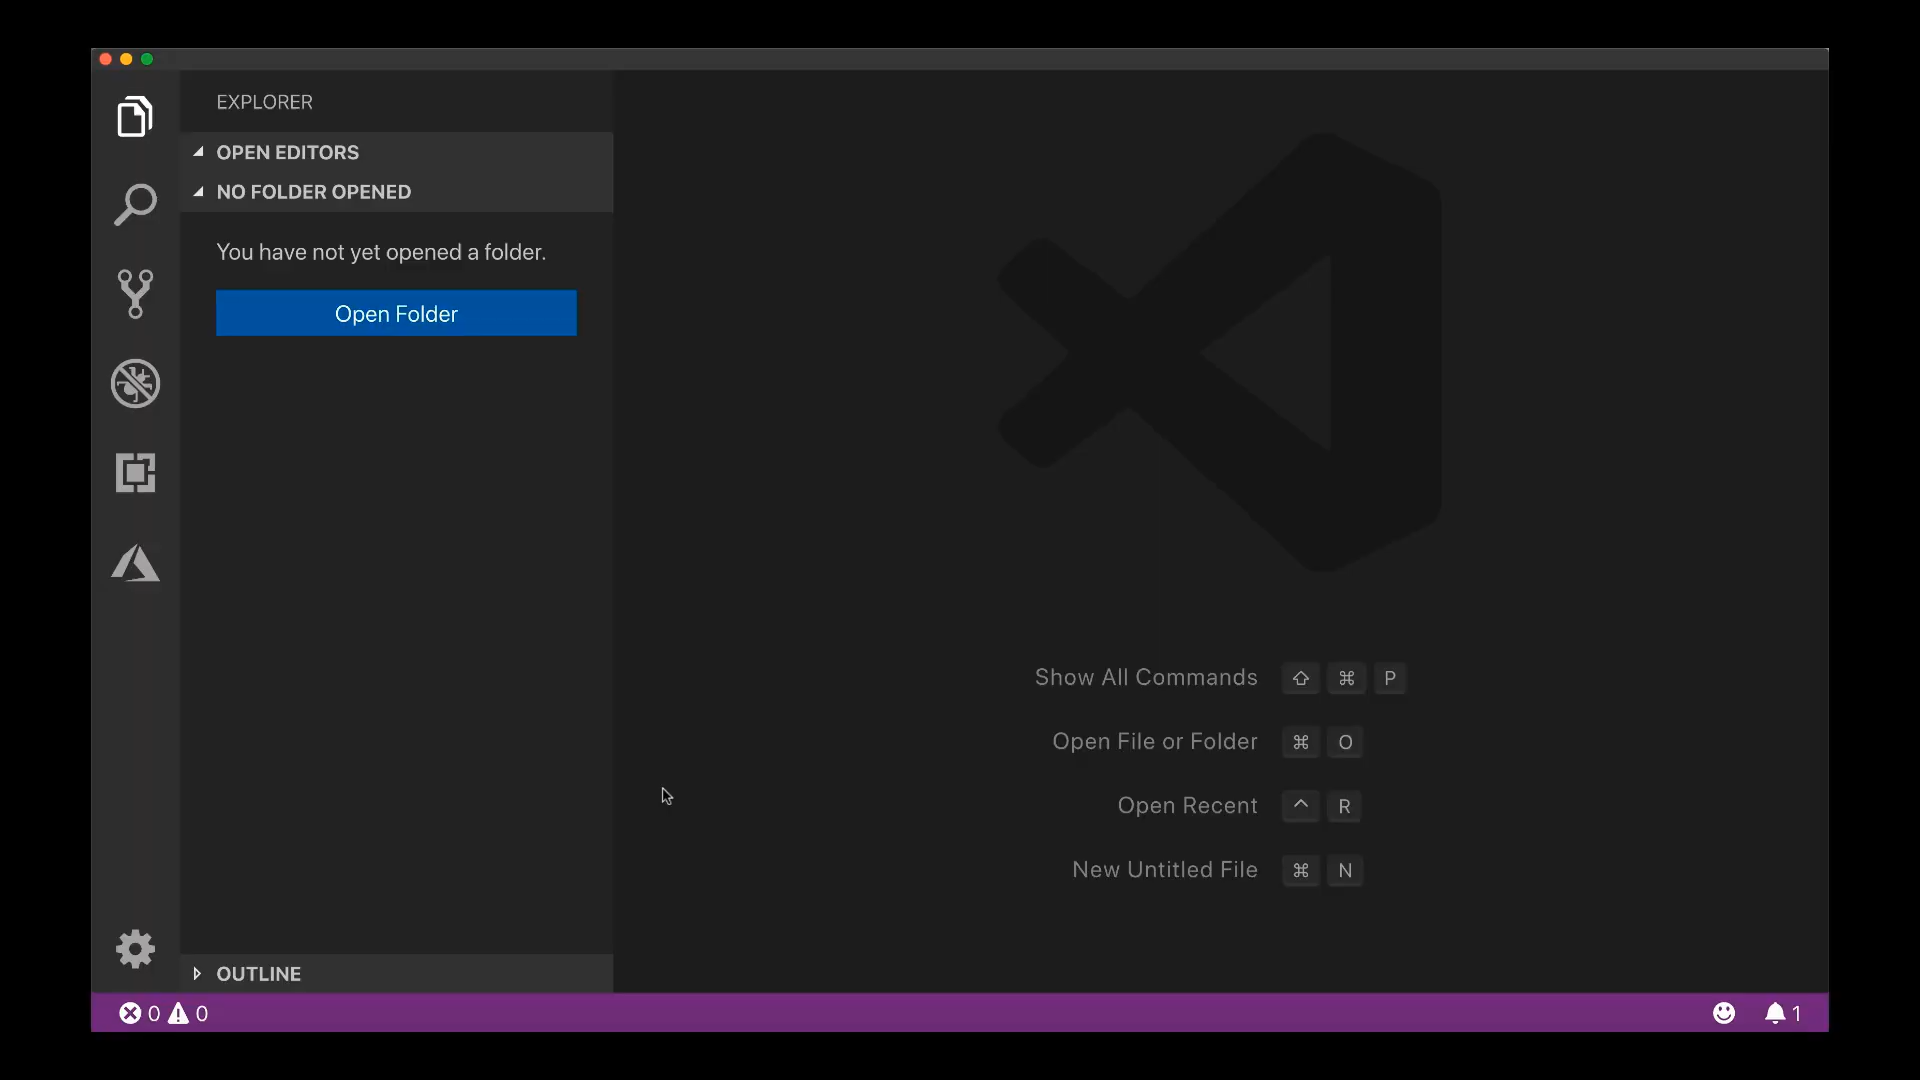 EXPLORER
OPEN EDITORS
NO FOLDER OPENED
You have not yet opened a folder.
Open Folder
Show All Commands ⇧ ⌘ P
Open File or Folder ⌘ O
Open Recent ^ R
New Untitled File ⌘ N
OUTLINE
0 0
1